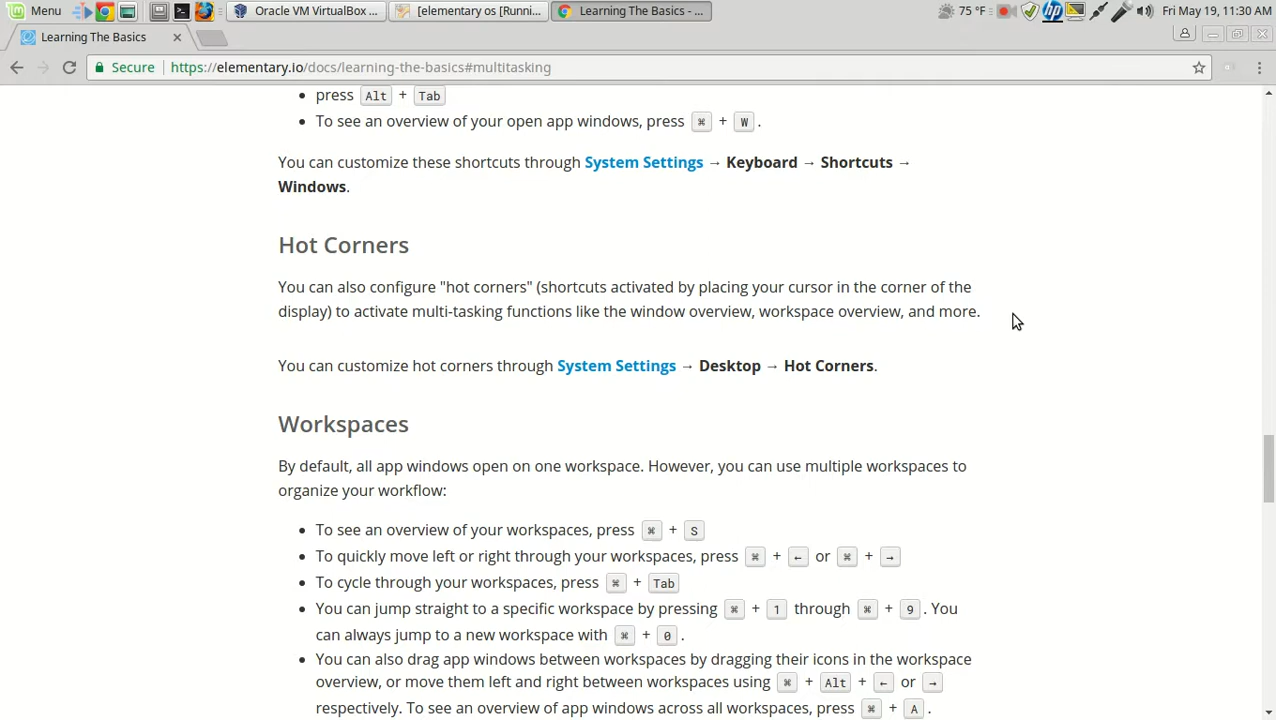 Menu
Oracle VM VirtualBox ...
[elementary os [Runni...
Learning The Basics - ...
75 °F
Fri May 19, 11:30 AM
Learning The Basics
Secure
https://elementary.io/docs/learning-the-basics#multitasking
• press Alt + Tab
• To see an overview of your open app windows, press ⌘ + W .
You can customize these shortcuts through System Settings → Keyboard → Shortcuts →
Windows.
Hot Corners
You can also configure "hot corners" (shortcuts activated by placing your cursor in the corner of the
display) to activate multi-tasking functions like the window overview, workspace overview, and more.
You can customize hot corners through System Settings → Desktop → Hot Corners.
Workspaces
By default, all app windows open on one workspace. However, you can use multiple workspaces to
organize your workflow:
• To see an overview of your workspaces, press ⌘ + S
• To quickly move left or right through your workspaces, press ⌘ + ← or ⌘ + →
• To cycle through your workspaces, press ⌘ + Tab
• You can jump straight to a specific workspace by pressing ⌘ + 1 through ⌘ + 9 . You
can always jump to a new workspace with ⌘ + 0 .
• You can also drag app windows between workspaces by dragging their icons in the workspace
overview, or move them left and right between workspaces using ⌘ + Alt + ← or →
respectively. To see an overview of app windows across all workspaces, press ⌘ + A .